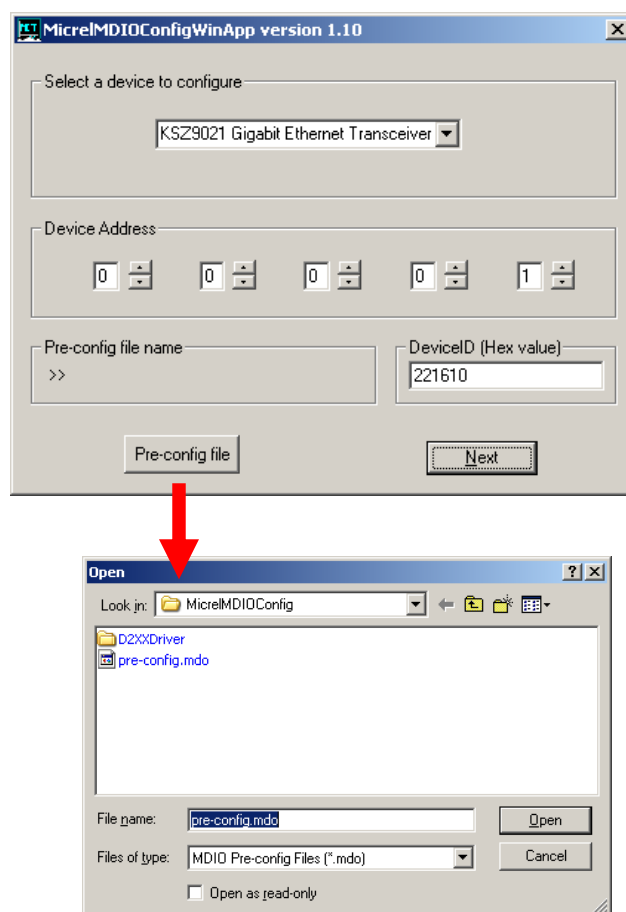 MicrelMDIOConfigWinApp version 1.10
Select a device to configure
KSZ9021 Gigabit Ethernet Transceiver
Device Address
0 0 0 0 1
Pre-config file name
>>
DeviceID (Hex value)
221610
Pre-config file
Next
Open
Look in: MicrelMDIOConfig
D2XXDriver
pre-config.mdo
File name: pre-config.mdo
Open
Files of type: MDIO Pre-config Files (*.mdo)
Cancel
Open as read-only